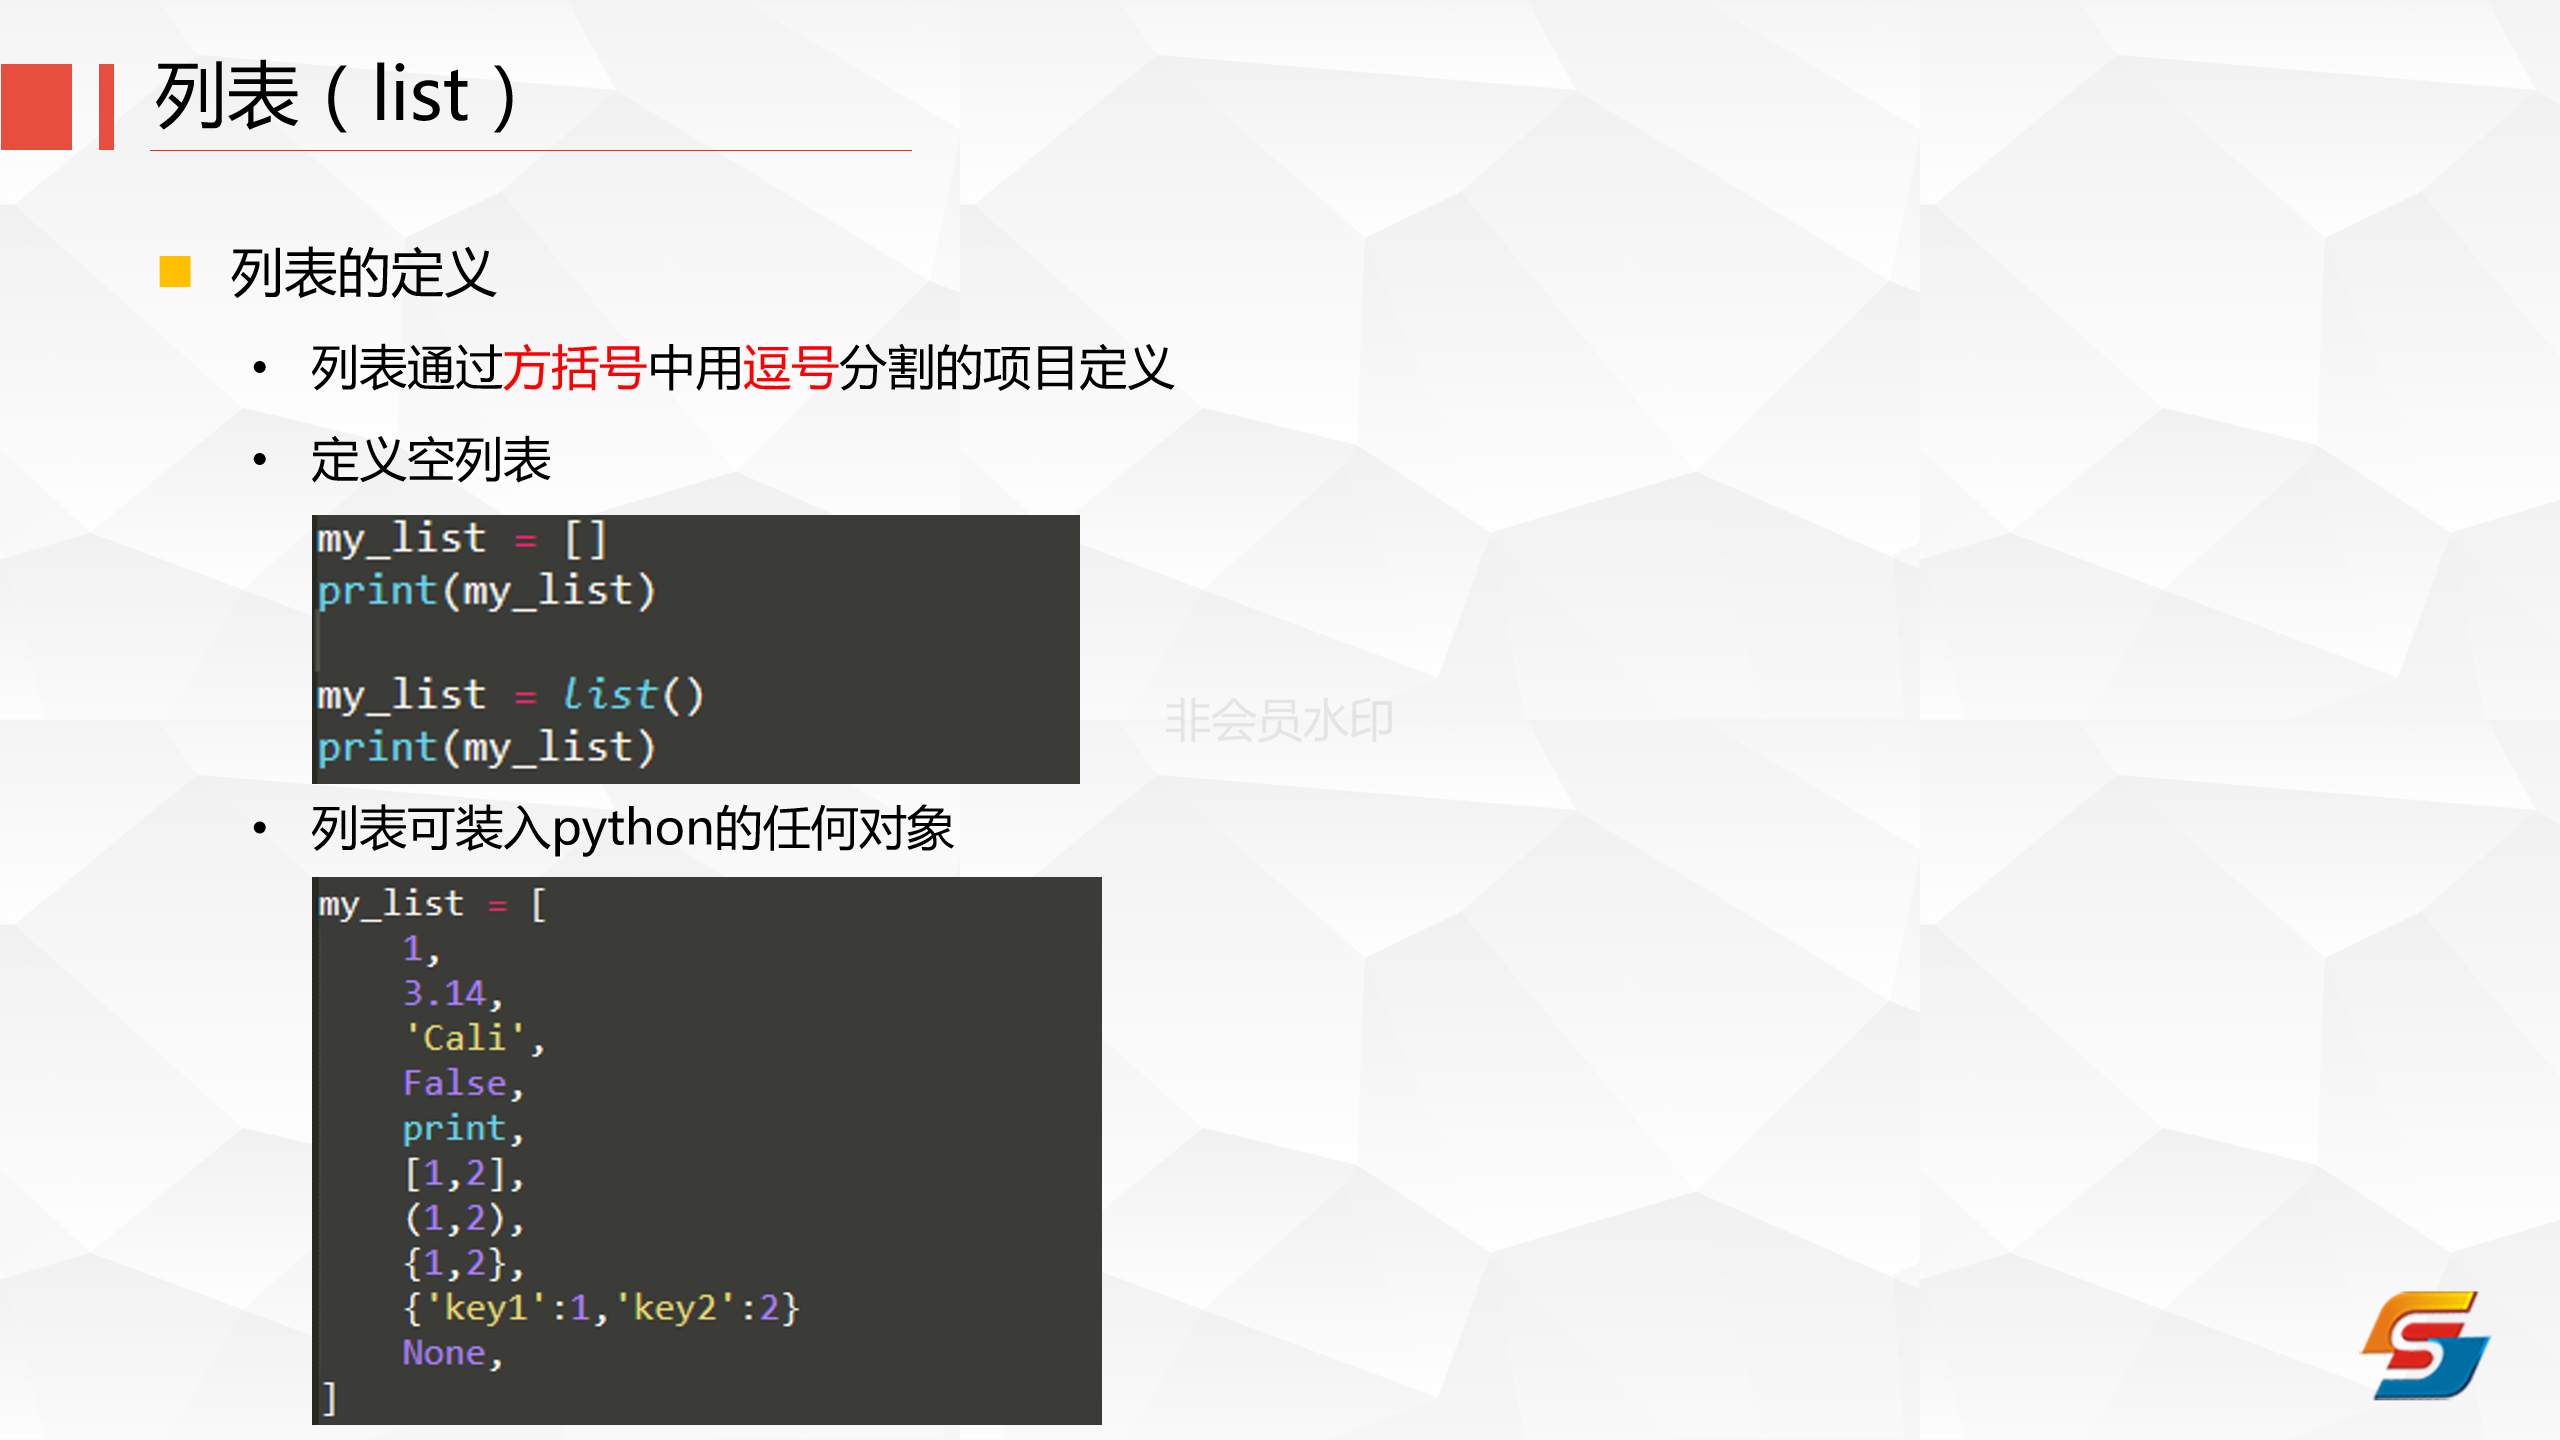 列表（list）
列表的定义
列表通过方括号中用逗号分割的项目定义
定义空列表
my_list = []
print(my_list)
my_list = list()
print(my_list)
非会员水印
列表可装入python的任何对象
my_list = [
1,
3.14,
'Cali',
False,
print,
[1,2],
(1,2),
{1,2},
{'key1':1,'key2':2}
None,
]